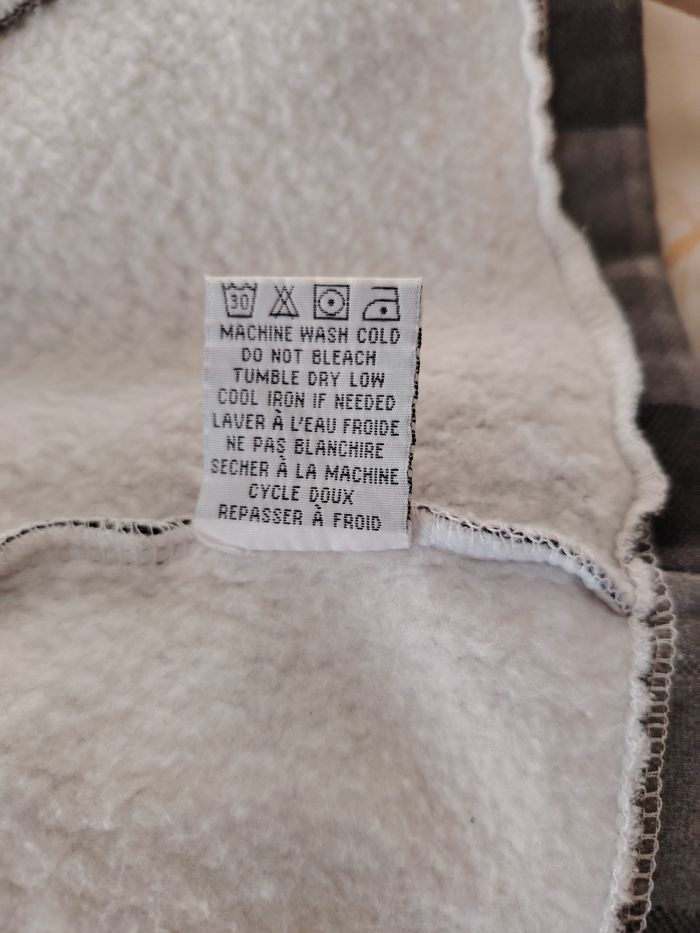 30
MACHINE WASH COLD
DO NOT BLEACH
TUMBLE DRY LOW
COOL IRON IF NEEDED
LAVER À L'EAU FROIDE
NE PAS BLANCHIRE
SECHER À LA MACHINE
CYCLE DOUX
REPASSER À FROID